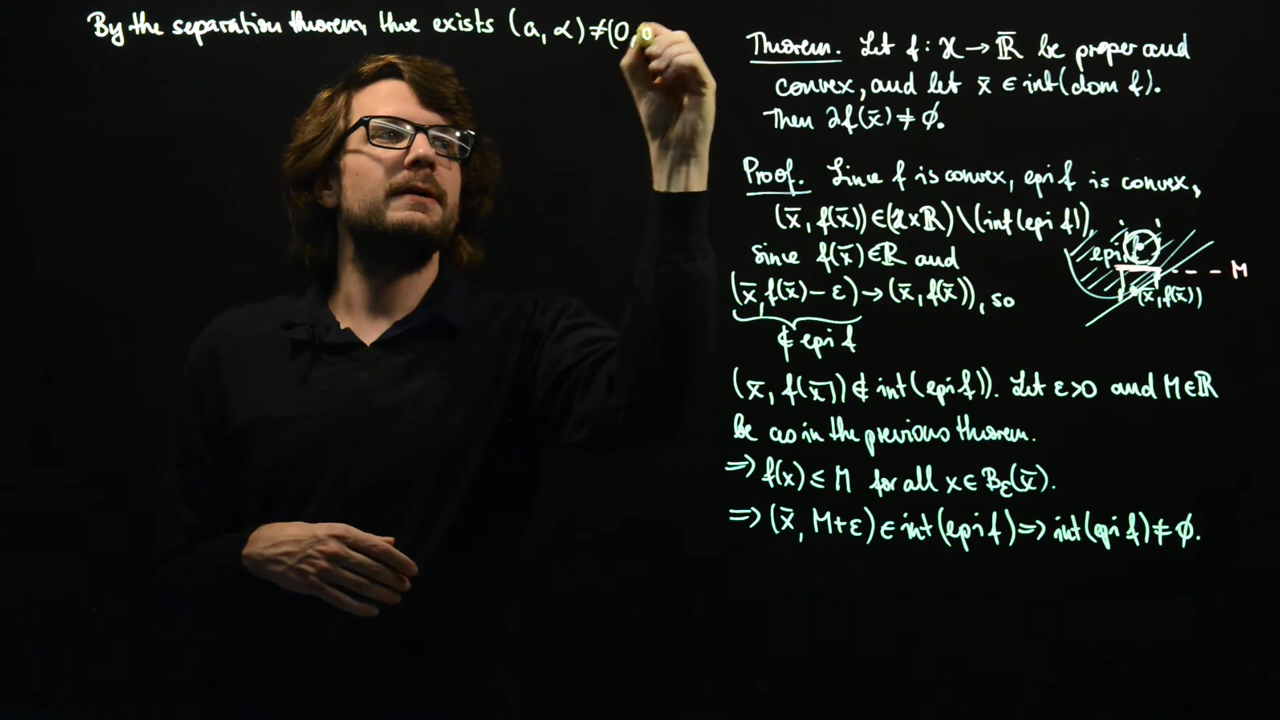 By the separation theorem, there exists (a, α) ≠ (0, 0
Theorem. Let f : X → ℝ̄ be proper and
convex, and let x̄ ∈ int(dom f).
Then ∂f(x̄) ≠ ∅.
Proof. Since f is convex, epi f is convex,
(x̄, f(x̄)) ∈ (X×ℝ) \ (int(epi f)),
since f(x̄) ∈ ℝ and
(x̄, f(x̄) - ε) → (x̄, f(x̄)), so
∉ epi f
epi f
M
(x̄, f(x̄))
(x̄, f(x̄)) ∉ int(epi f)). Let ε > 0 and M ∈ ℝ
be as in the previous theorem.
⇒ f(x) ≤ M for all x ∈ B_ε(x̄).
⇒ (x̄, M+ε) ∈ int(epi f) ⇒ int(epi f) ≠ ∅.